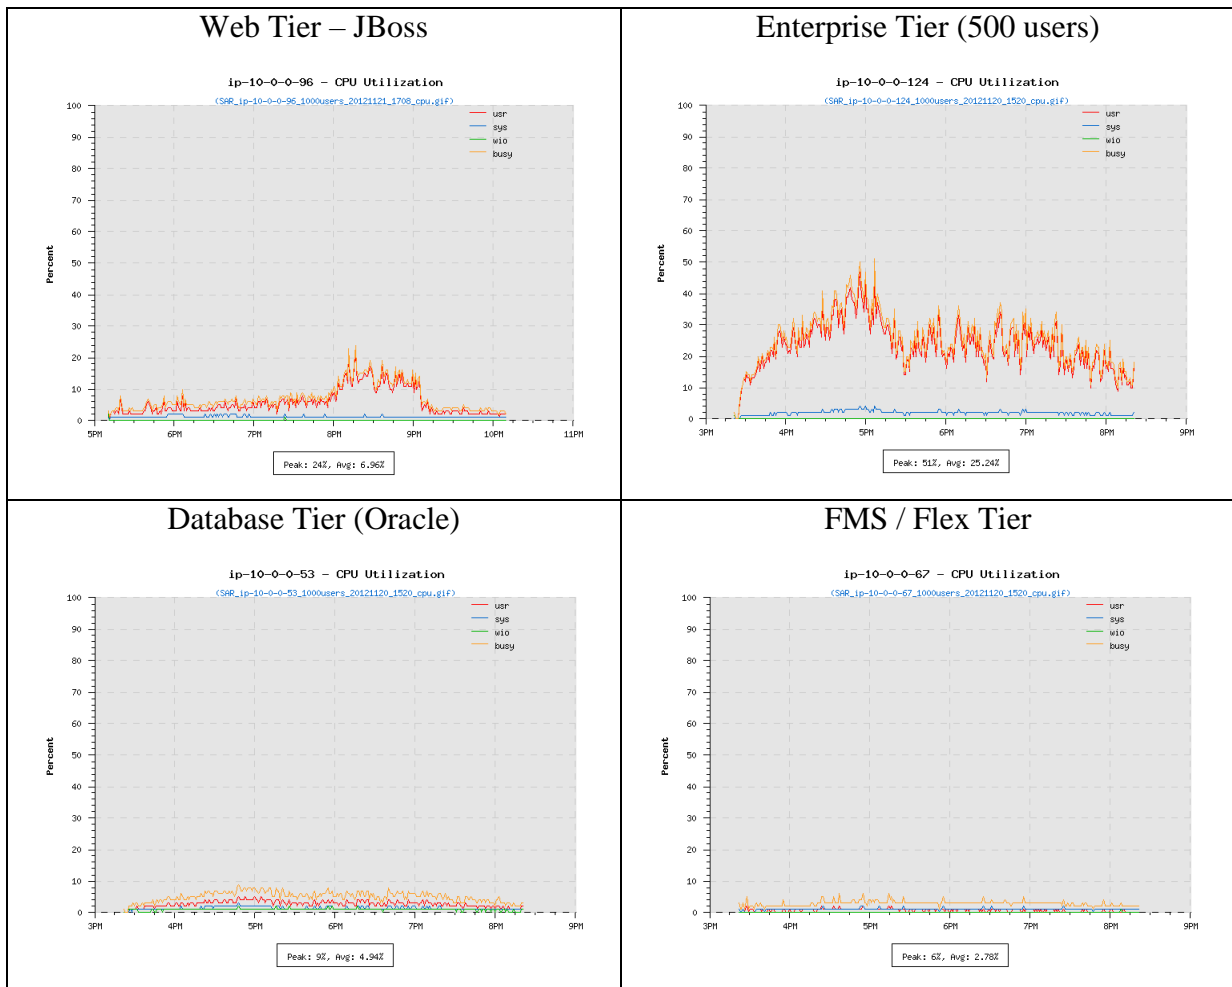 Web Tier – JBoss
ip-10-0-0-96 - CPU Utilization
(SAR_ip-10-0-0-96_1000users_20121121_1708_cpu.gif)
usr
sys
wio
busy
100
90
80
70
60
50
40
30
20
10
0
Percent
5PM 6PM 7PM 8PM 9PM 10PM 11PM
Peak: 24%, Avg: 6.96%
Enterprise Tier (500 users)
ip-10-0-0-124 - CPU Utilization
(SAR_ip-10-0-0-124_1000users_20121120_1520_cpu.gif)
usr
sys
wio
busy
100
90
80
70
60
50
40
30
20
10
0
Percent
3PM 4PM 5PM 6PM 7PM 8PM 9PM
Peak: 51%, Avg: 25.24%
Database Tier (Oracle)
ip-10-0-0-53 - CPU Utilization
(SAR_ip-10-0-0-53_1000users_20121120_1520_cpu.gif)
usr
sys
wio
busy
100
90
80
70
60
50
40
30
20
10
0
Percent
3PM 4PM 5PM 6PM 7PM 8PM 9PM
Peak: 9%, Avg: 4.94%
FMS / Flex Tier
ip-10-0-0-67 - CPU Utilization
(SAR_ip-10-0-0-67_1000users_20121120_1520_cpu.gif)
usr
sys
wio
busy
100
90
80
70
60
50
40
30
20
10
0
Percent
3PM 4PM 5PM 6PM 7PM 8PM 9PM
Peak: 6%, Avg: 2.78%